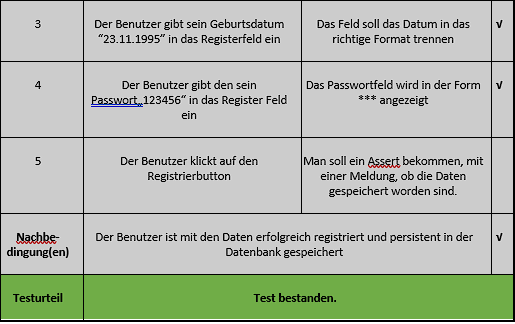 3
Der Benutzer gibt sein Geburtsdatum
“23.11.1995” in das Registerfeld ein
Das Feld soll das Datum in das
richtige Format trennen
√
4
Der Benutzer gibt den sein
Passwort„123456” in das Register Feld
ein
Das Passwortfeld wird in der Form
*** angezeigt
√
5
Der Benutzer klickt auf den
Registrierbutton
Man soll ein Assert bekommen, mit
einer Meldung, ob die Daten
gespeichert worden sind.
Nachbe-
dingung(en)
Der Benutzer ist mit den Daten erfolgreich registriert und persistent in der
Datenbank gespeichert
√
Testurteil
Test bestanden.